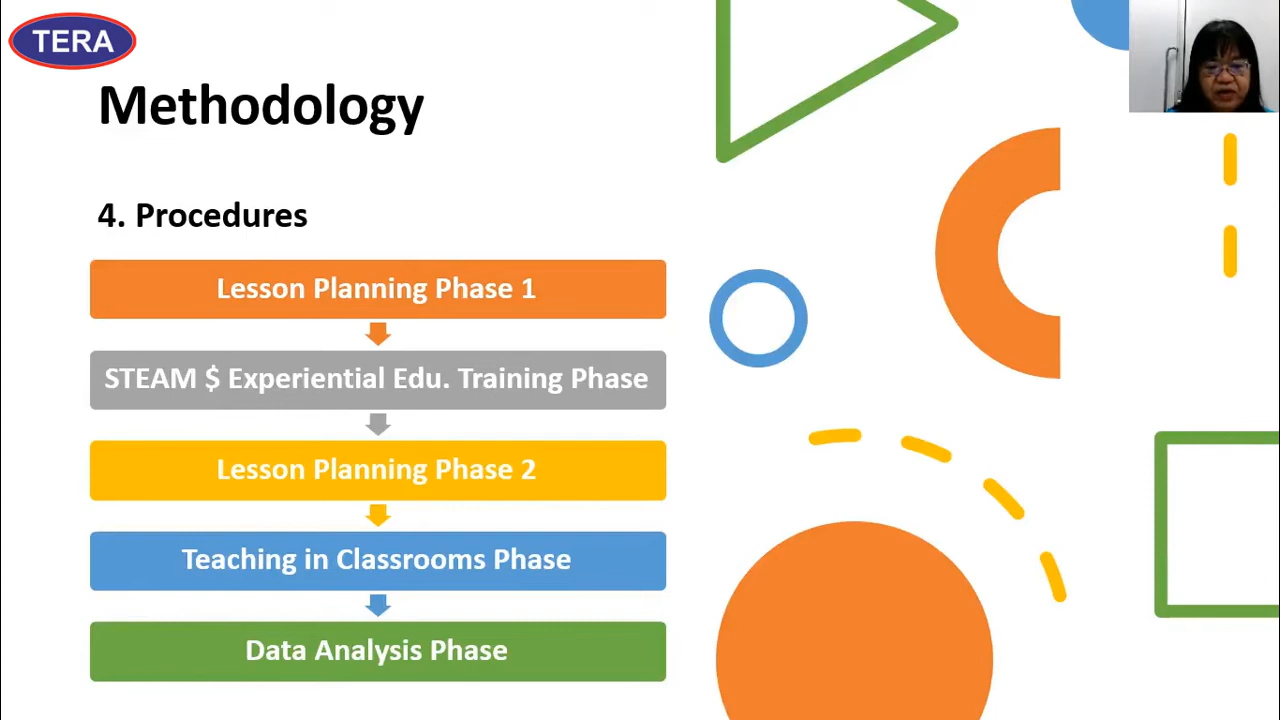 TERA
Methodology
4. Procedures
Lesson Planning Phase 1
STEAM $ Experiential Edu. Training Phase
Lesson Planning Phase 2
Teaching in Classrooms Phase
Data Analysis Phase